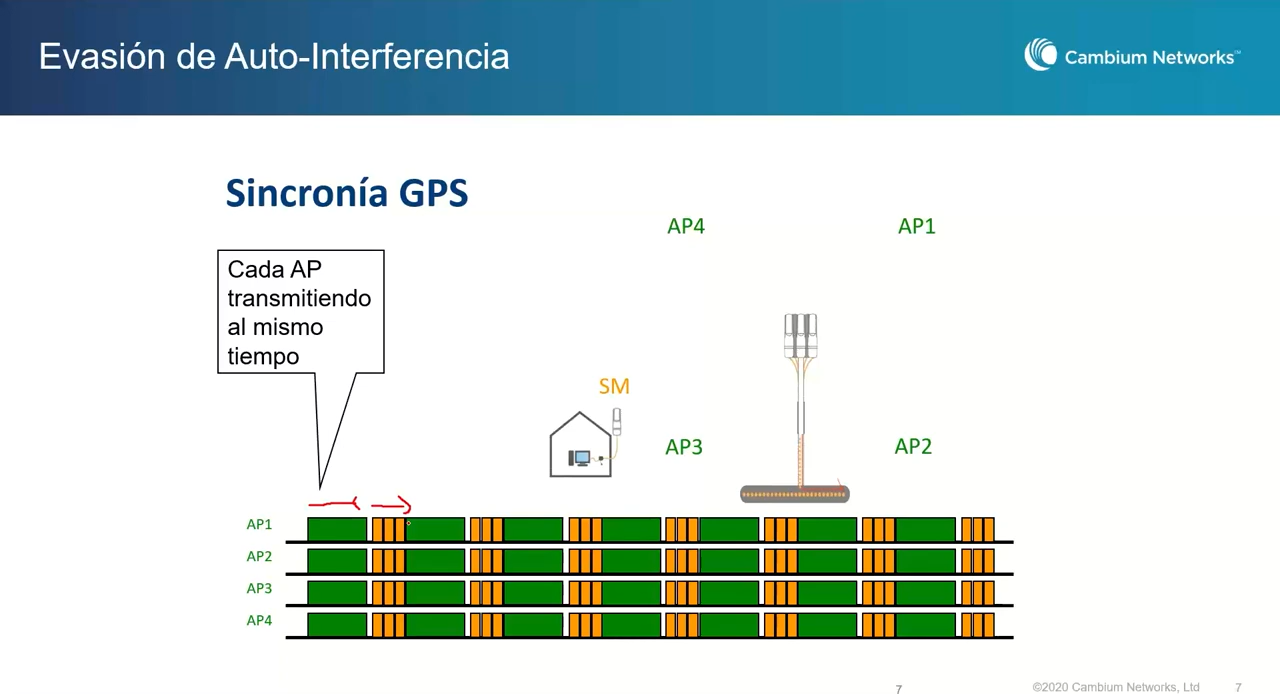 Evasión de Auto-Interferencia
Cambium Networks™
Sincronía GPS
AP4
AP1
Cada AP
transmitiendo
al mismo
tiempo
SM
AP3
AP2
AP1
AP2
AP3
AP4
7
©2020 Cambium Networks, Ltd
7